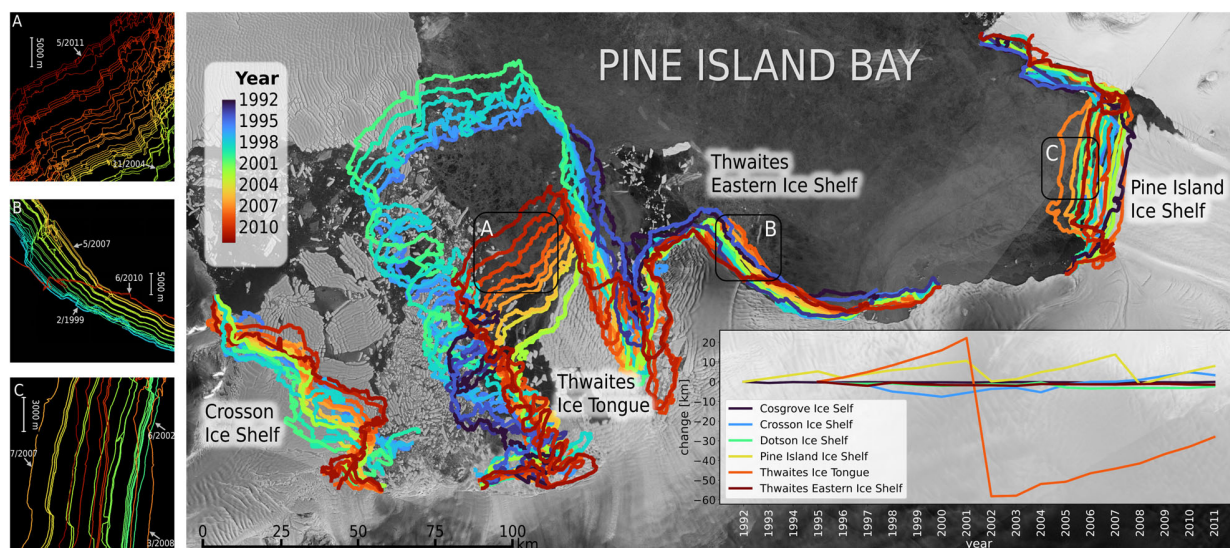 A
5000 m
5/2011
11/2004
B
5/2007
6/2010
5000 m
2/1999
C
3000 m
7/2007
6/2002
3/2008
PINE ISLAND BAY
Year
1992
1995
1998
2001
2004
2007
2010
Thwaites
Eastern Ice Shelf
C
Pine Island
Ice Shelf
A
B
Crosson
Ice Shelf
Thwaites
Ice Tongue
0 25 50 75 100
km
change [km]
20
10
0
-10
-20
-30
-40
-50
-60
Cosgrove Ice Self
Crosson Ice Shelf
Dotson Ice Shelf
Pine Island Ice Shelf
Thwaites Ice Tongue
Thwaites Eastern Ice Shelf
1992 1993 1994 1995 1996 1997 1998 1999 2000 2001 2002 2003 2004 2005 2006 2007 2008 2009 2010 2011
year